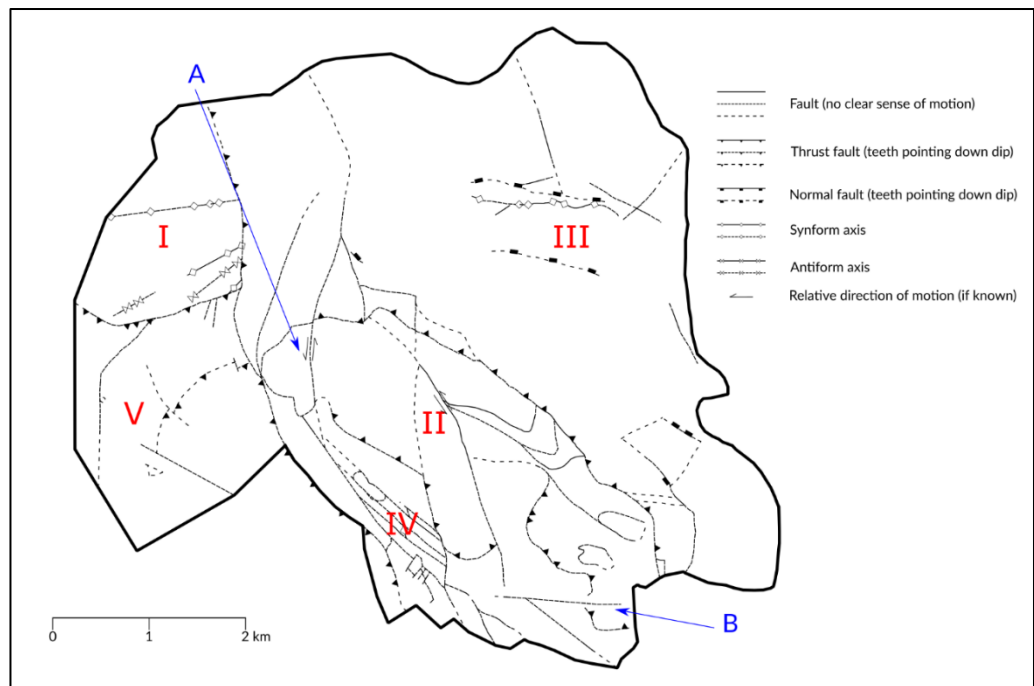 A
I
III
V
II
IV
B
Fault (no clear sense of motion)
Thrust fault (teeth pointing down dip)
Normal fault (teeth pointing down dip)
Synform axis
Antiform axis
Relative direction of motion (if known)
0 1 2 km